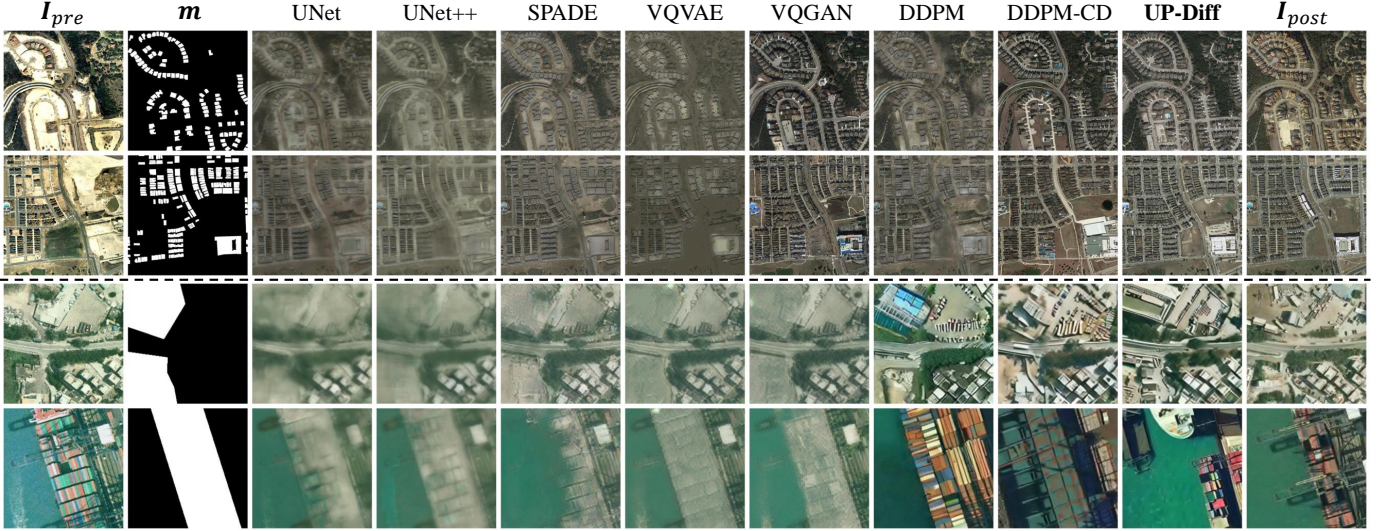 I_pre m UNet UNet++ SPADE VQVAE VQGAN DDPM DDPM-CD UP-Diff I_post